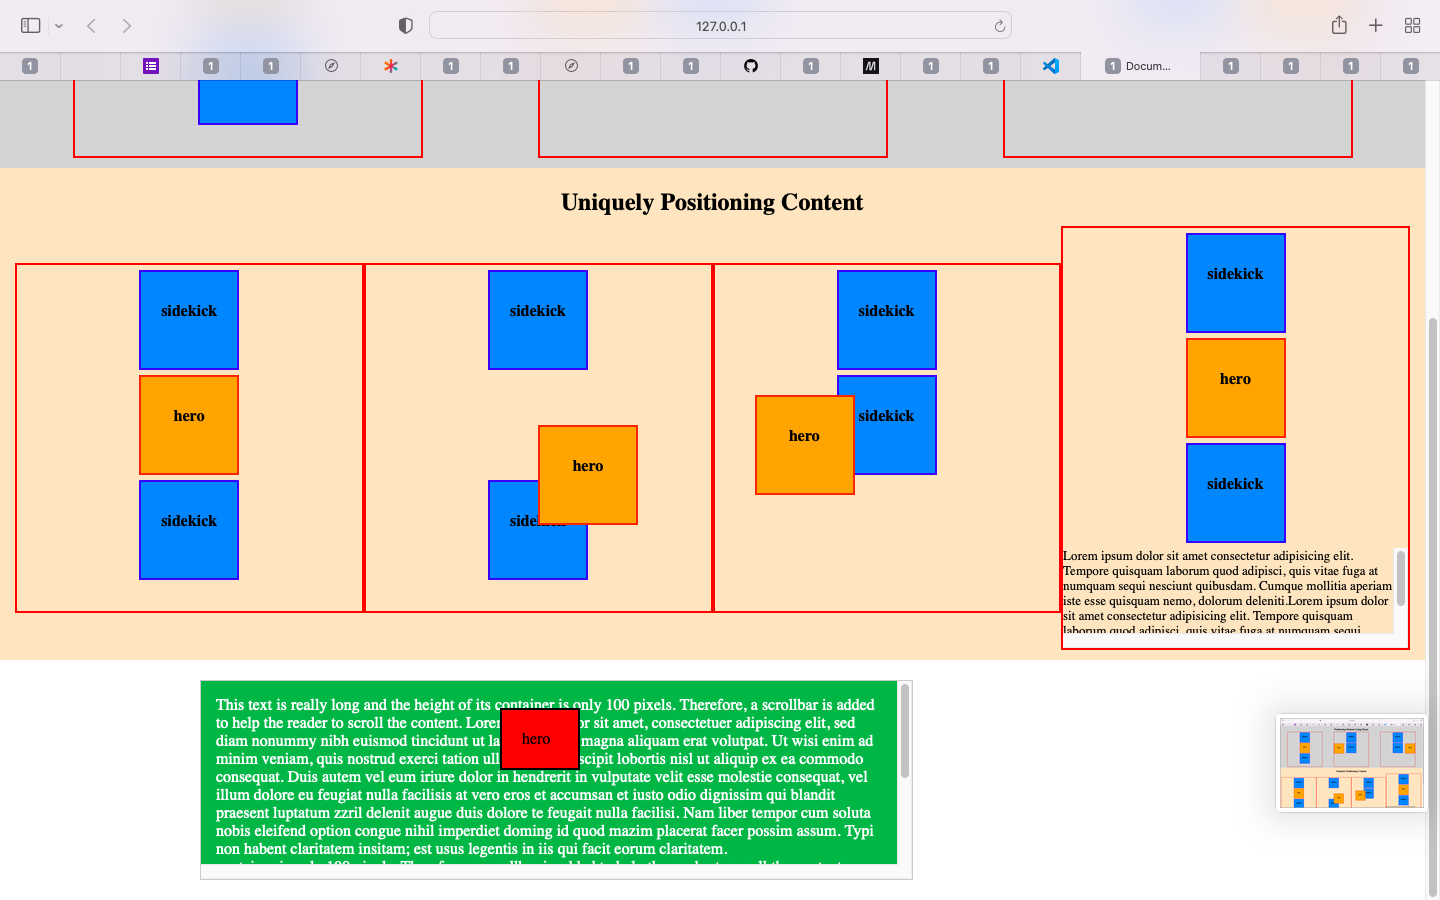 127.0.0.1
1
1
1
1
1
1
1
1
1
1
1 Docum...
1
1
1
1
Uniquely Positioning Content
sidekick
hero
sidekick
sidekick
hero
sidekick
sidekick
hero
sidekick
sidekick
hero
sidekick
Lorem ipsum dolor sit amet consectetur adipisicing elit.
Tempore quisquam laborum quod adipisci, quis vitae fuga at
numquam sequi nesciunt quibusdam. Cumque mollitia aperiam
iste esse quisquam nemo, dolorum deleniti.Lorem ipsum dolor
sit amet consectetur adipisicing elit. Tempore quisquam
laborum quod adipisci, quis vitae fuga at numquam sequi
This text is really long and the height of its container is only 100 pixels. Therefore, a scrollbar is added
to help the reader to scroll the content. Lorem or sit amet, consectetuer adipiscing elit, sed
diam nonummy nibh euismod tincidunt ut la magna aliquam erat volutpat. Ut wisi enim ad
minim veniam, quis nostrud exerci tation ull scipit lobortis nisl ut aliquip ex ea commodo
hero
consequat. Duis autem vel eum iriure dolor in hendrerit in vulputate velit esse molestie consequat, vel
illum dolore eu feugiat nulla facilisis at vero eros et accumsan et iusto odio dignissim qui blandit
praesent luptatum zzril delenit augue duis dolore te feugait nulla facilisi. Nam liber tempor cum soluta
nobis eleifend option congue nihil imperdiet doming id quod mazim placerat facer possim assum. Typi
non habent claritatem insitam; est usus legentis in iis qui facit eorum claritatem.